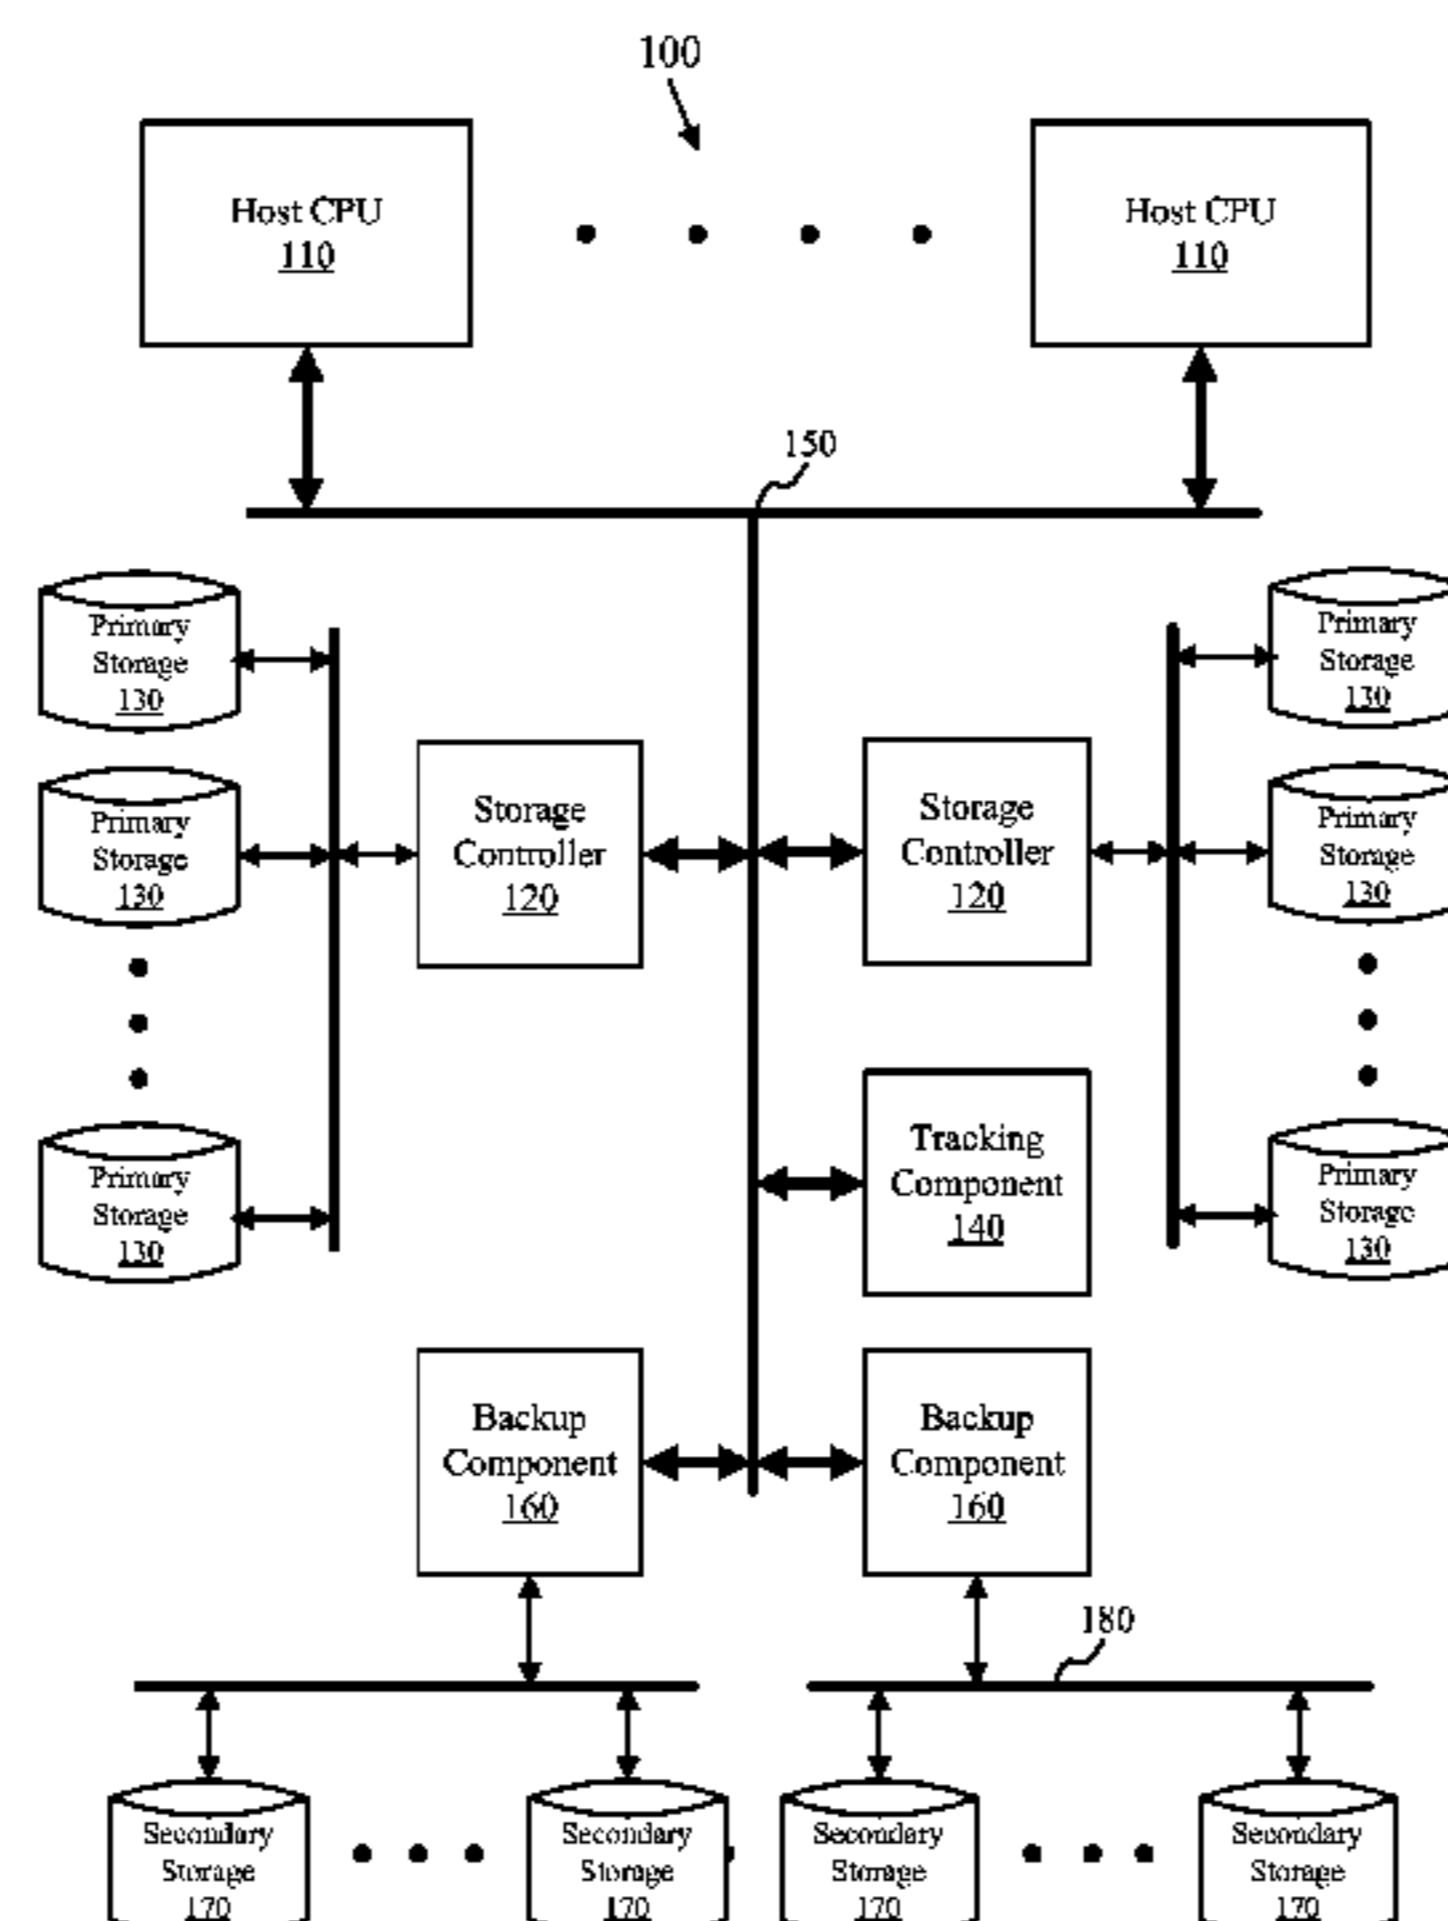 100
Host CPU
110
Host CPU
110
150
Primary
Storage
130
Primary
Storage
130
Primary
Storage
130
Storage
Controller
120
Storage
Controller
120
Primary
Storage
130
Primary
Storage
130
Primary
Storage
130
Tracking
Component
140
Backup
Component
160
Backup
Component
160
180
Secondary
Storage
170
Secondary
Storage
170
Secondary
Storage
170
Secondary
Storage
170